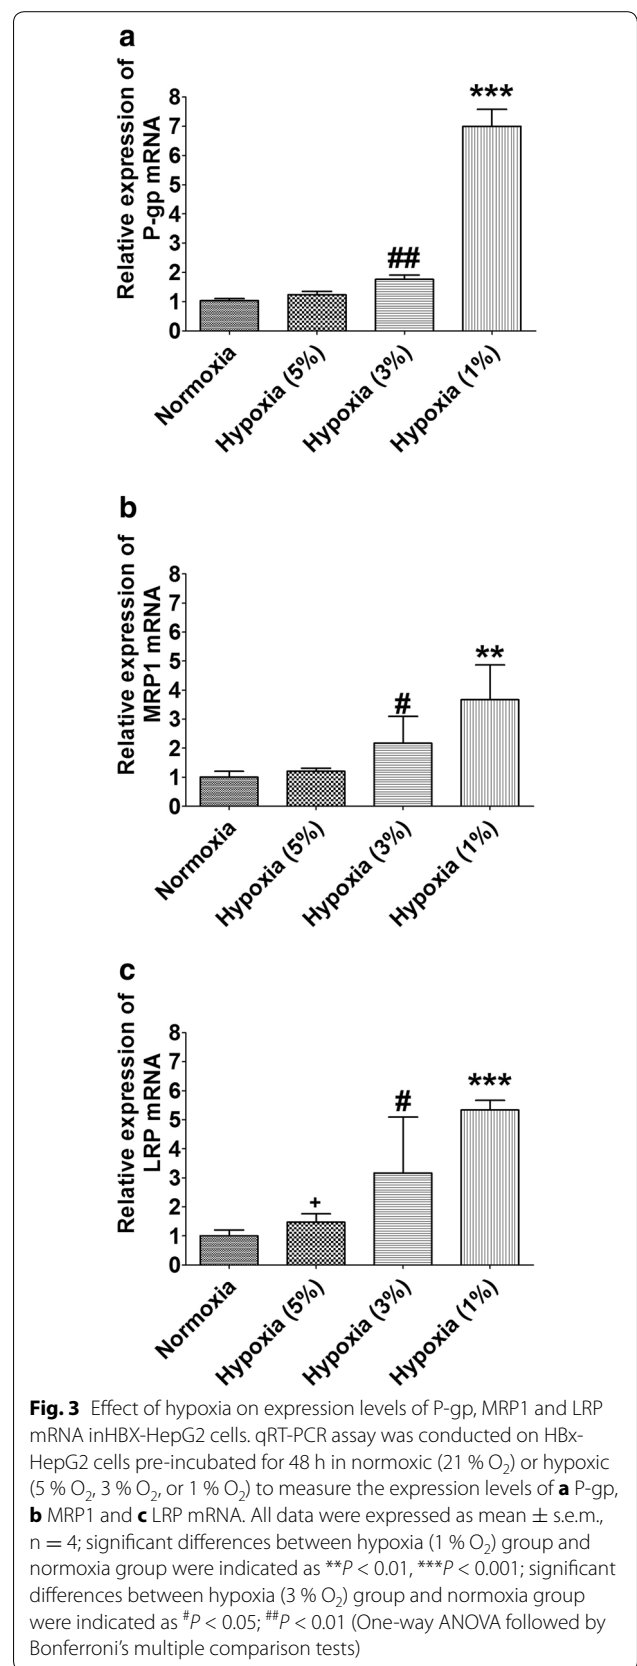 a
Relative expression of
P-gp mRNA
8
7
6
5
4
3
2
1
0
##
***
Normoxia
Hypoxia (5%)
Hypoxia (3%)
Hypoxia (1%)
b
Relative expression of
MRP1 mRNA
8
7
6
5
4
3
2
1
0
#
**
Normoxia
Hypoxia (5%)
Hypoxia (3%)
Hypoxia (1%)
c
Relative expression of
LRP mRNA
8
7
6
5
4
3
2
1
0
+
#
***
Normoxia
Hypoxia (5%)
Hypoxia (3%)
Hypoxia (1%)
Fig. 3 Effect of hypoxia on expression levels of P-gp, MRP1 and LRP
mRNA inHBX-HepG2 cells. qRT-PCR assay was conducted on HBx-
HepG2 cells pre-incubated for 48 h in normoxic (21 % O₂) or hypoxic
(5 % O₂, 3 % O₂, or 1 % O₂) to measure the expression levels of a P-gp,
b MRP1 and c LRP mRNA. All data were expressed as mean ± s.e.m.,
n = 4; significant differences between hypoxia (1 % O₂) group and
normoxia group were indicated as **P < 0.01, ***P < 0.001; significant
differences between hypoxia (3 % O₂) group and normoxia group
were indicated as #P < 0.05; ##P < 0.01 (One-way ANOVA followed by
Bonferroni's multiple comparison tests)